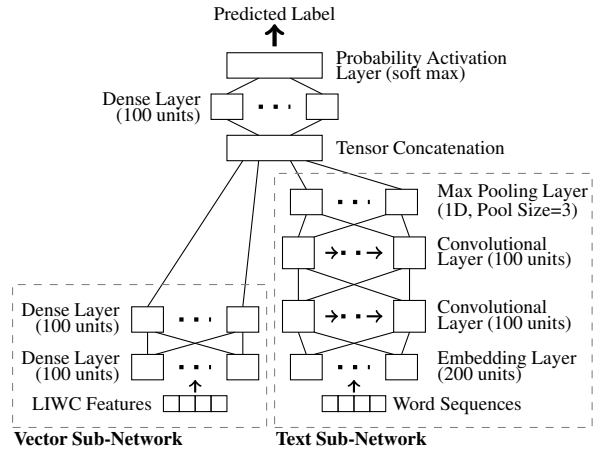 Predicted Label
Probability Activation
Layer (soft max)
Dense Layer
(100 units)
Tensor Concatenation
Max Pooling Layer
(1D, Pool Size=3)
Convolutional
Layer (100 units)
Dense Layer
(100 units)
Convolutional
Layer (100 units)
Dense Layer
(100 units)
Embedding Layer
(200 units)
LIWC Features
Word Sequences
Vector Sub-Network
Text Sub-Network